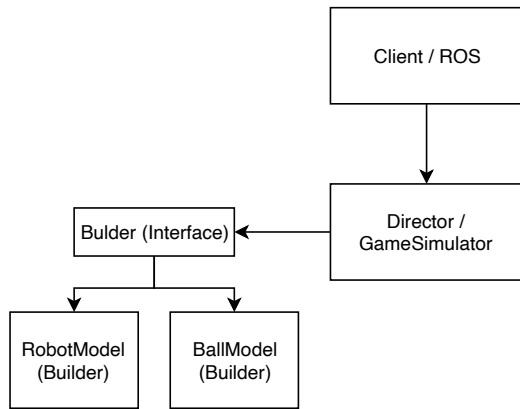 Client / ROS
Director /
GameSimulator
Bulder (Interface)
RobotModel
(Builder)
BallModel
(Builder)